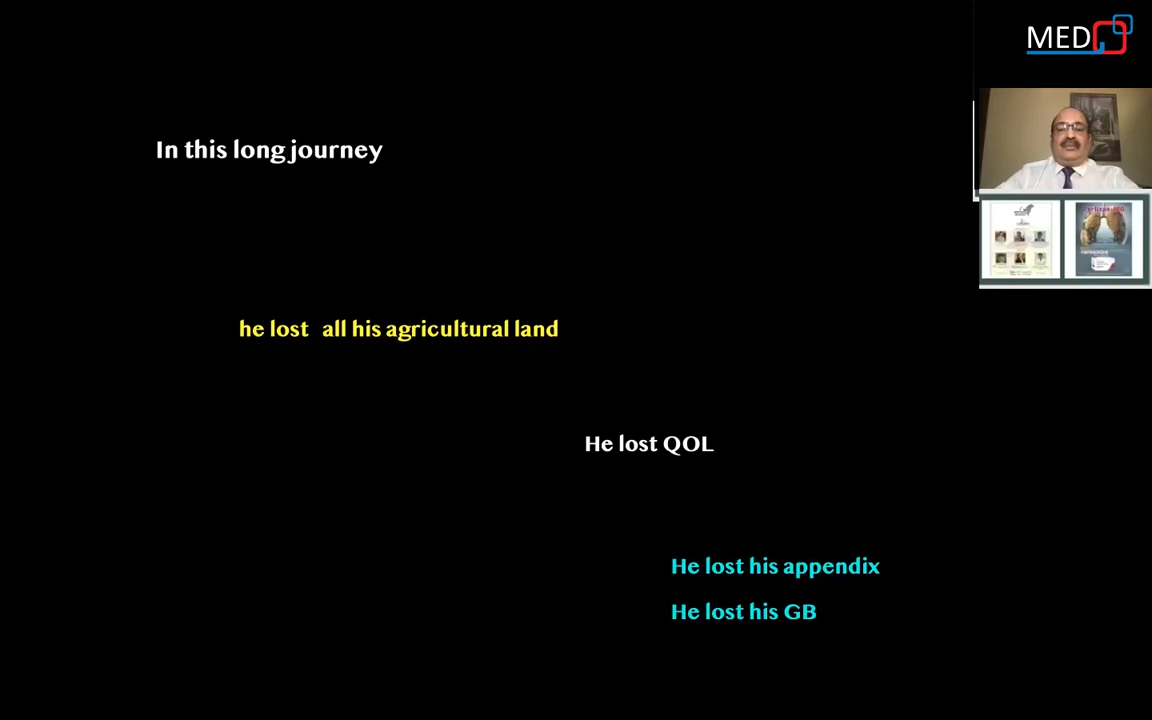 MED
In this long journey
he lost all his agricultural land
He lost QOL
He lost his appendix
He lost his GB